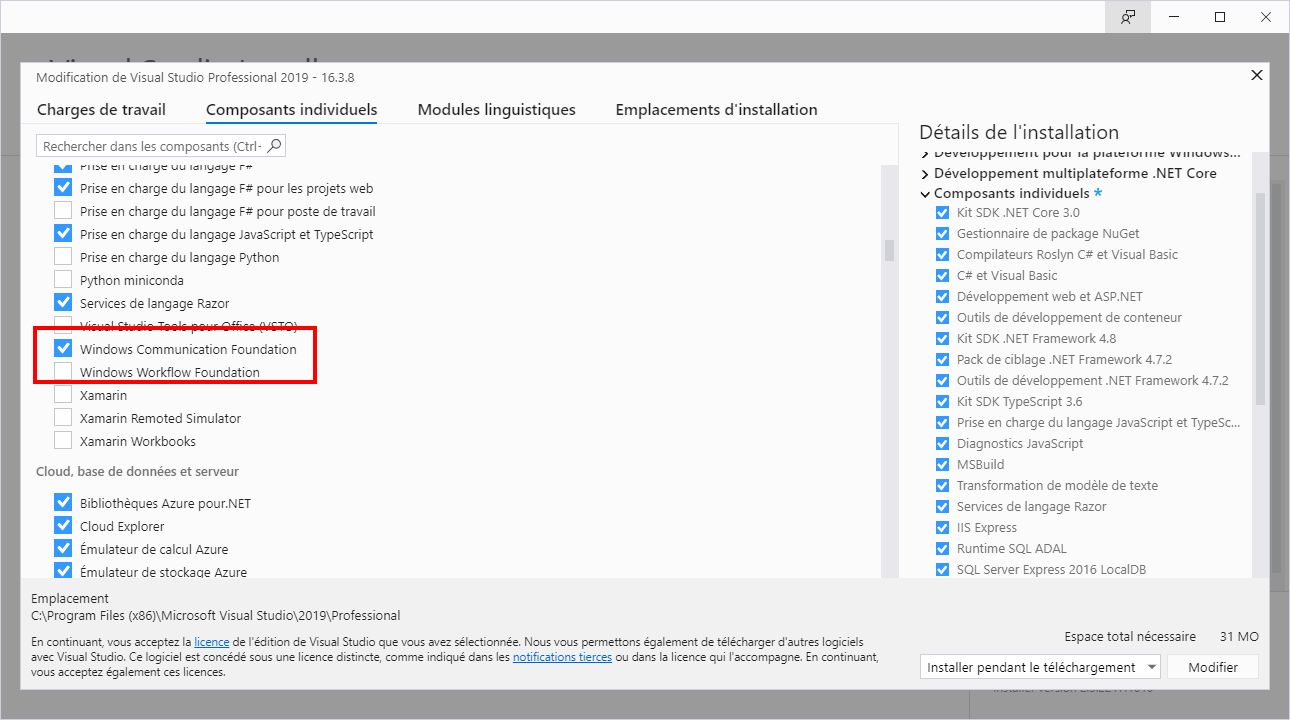 Modification de Visual Studio Professional 2019 - 16.3.8
Charges de travail
Composants individuels
Modules linguistiques
Emplacements d'installation
Rechercher dans les composants (Ctrl-
Prise en charge du langage F#
Prise en charge du langage F# pour les projets web
Prise en charge du langage F# pour poste de travail
Prise en charge du langage JavaScript et TypeScript
Prise en charge du langage Python
Python miniconda
Services de langage Razor
Visual Studio Tools pour Office (VSTO)
Windows Communication Foundation
Windows Workflow Foundation
Xamarin
Xamarin Remoted Simulator
Xamarin Workbooks
Cloud, base de données et serveur
Bibliothèques Azure pour.NET
Cloud Explorer
Émulateur de calcul Azure
Émulateur de stockage Azure
Détails de l'installation
Développement pour la plateforme Windows...
Développement multiplateforme .NET Core
Composants individuels *
Kit SDK .NET Core 3.0
Gestionnaire de package NuGet
Compilateurs Roslyn C# et Visual Basic
C# et Visual Basic
Développement web et ASP.NET
Outils de développement de conteneur
Kit SDK .NET Framework 4.8
Pack de ciblage .NET Framework 4.7.2
Outils de développement .NET Framework 4.7.2
Kit SDK TypeScript 3.6
Prise en charge du langage JavaScript et TypeSc...
Diagnostics JavaScript
MSBuild
Transformation de modèle de texte
Services de langage Razor
IIS Express
Runtime SQL ADAL
SQL Server Express 2016 LocalDB
Emplacement
C:\Program Files (x86)\Microsoft Visual Studio\2019\Professional
En continuant, vous acceptez la licence de l'édition de Visual Studio que vous avez sélectionnée. Nous vous permettons également de télécharger d'autres logiciels
avec Visual Studio. Ce logiciel est concédé sous une licence distincte, comme indiqué dans les notifications tierces ou dans la licence qui l'accompagne. En continuant,
vous acceptez également ces licences.
Espace total nécessaire 31 MO
Installer pendant le téléchargement
Modifier